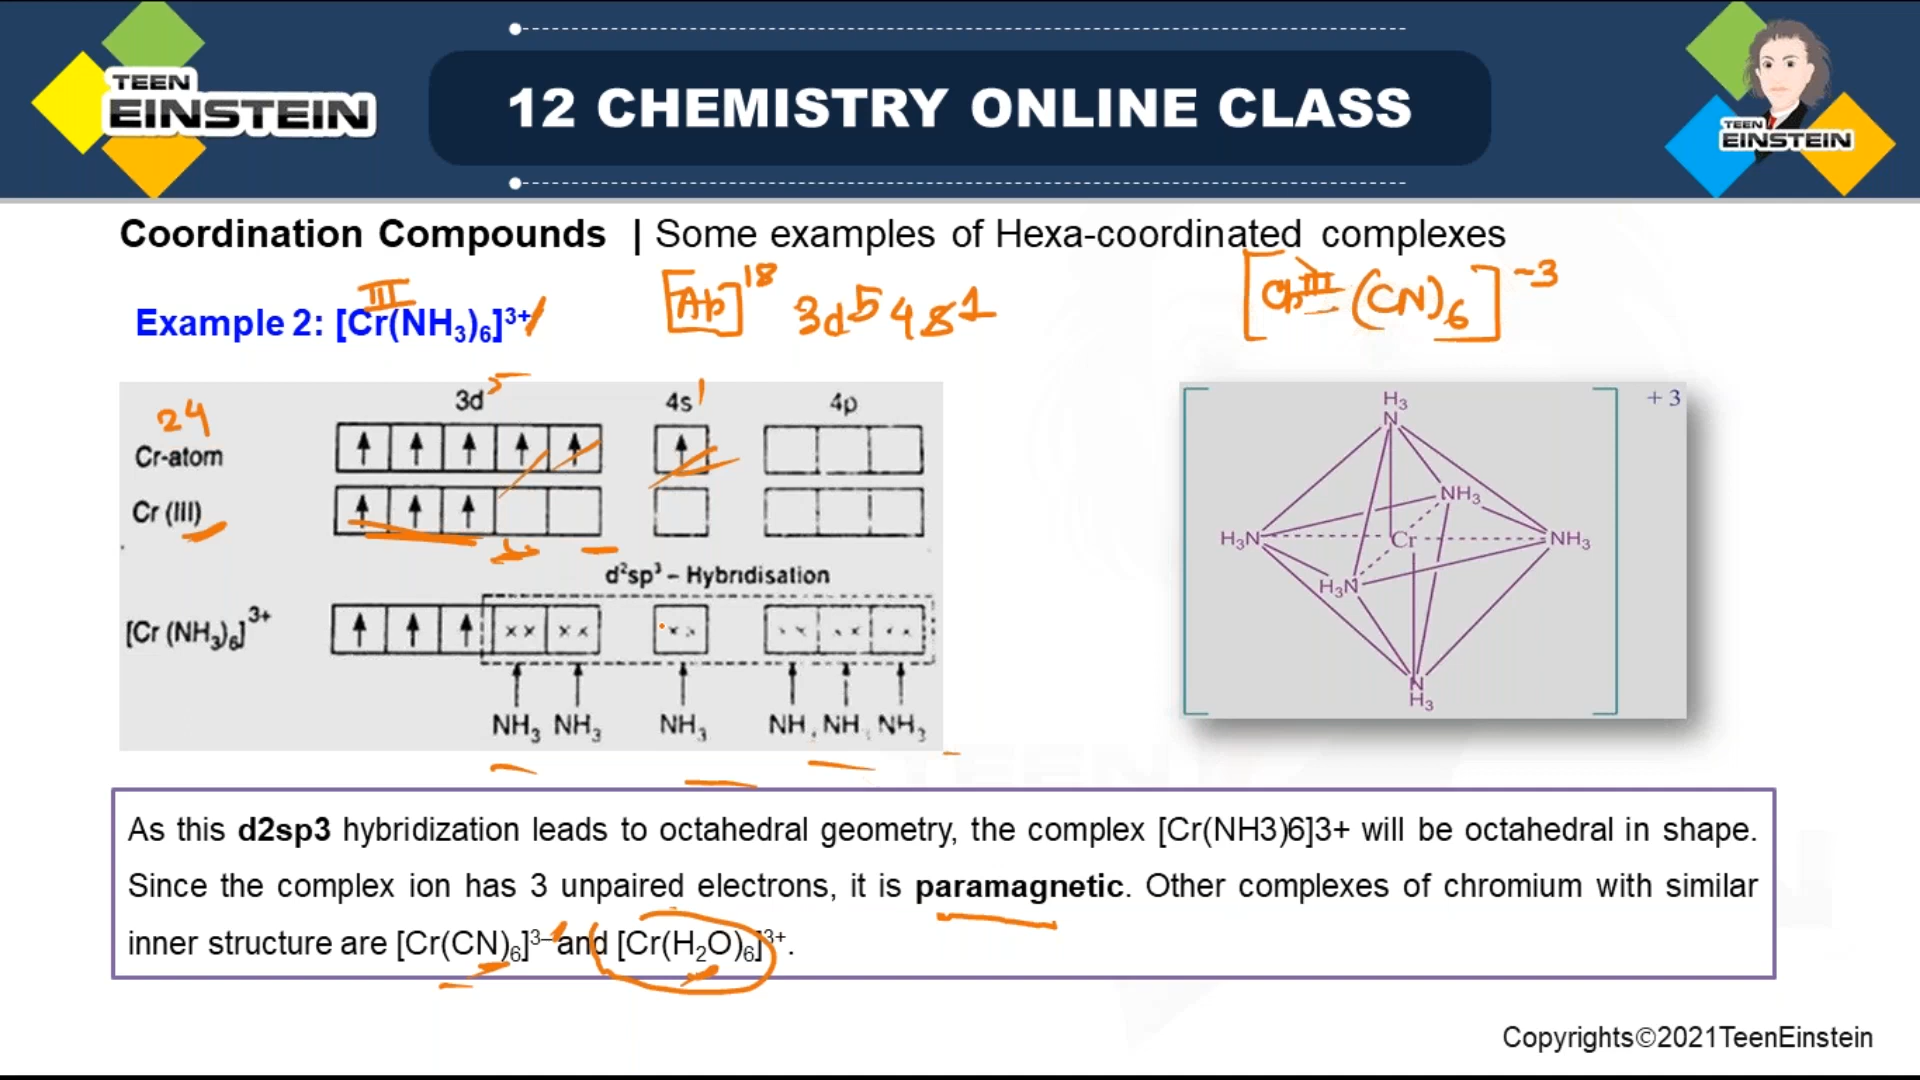 TEEN
EINSTEIN
12 CHEMISTRY ONLINE CLASS
TEEN
EINSTEIN
Coordination Compounds | Some examples of Hexa-coordinated complexes
III
[Ar]18 3d5 4s1
[CrIII(CN)6]-3
Example 2: [Cr(NH3)6]3+
3d5 4s1 4p
24
Cr-atom
Cr (III)
d²sp³ – Hybridisation
[Cr (NH3)6]3+
×× ×× ××
NH3 NH3 NH3 NH NH NH3
+ 3
H3
N
NH3
H3N Cr NH3
H3N
N
H3
As this d2sp3 hybridization leads to octahedral geometry, the complex [Cr(NH3)6]3+ will be octahedral in shape.
Since the complex ion has 3 unpaired electrons, it is paramagnetic. Other complexes of chromium with similar
inner structure are [Cr(CN)6]3– and [Cr(H2O)6]3+.
Copyrights©2021TeenEinstein